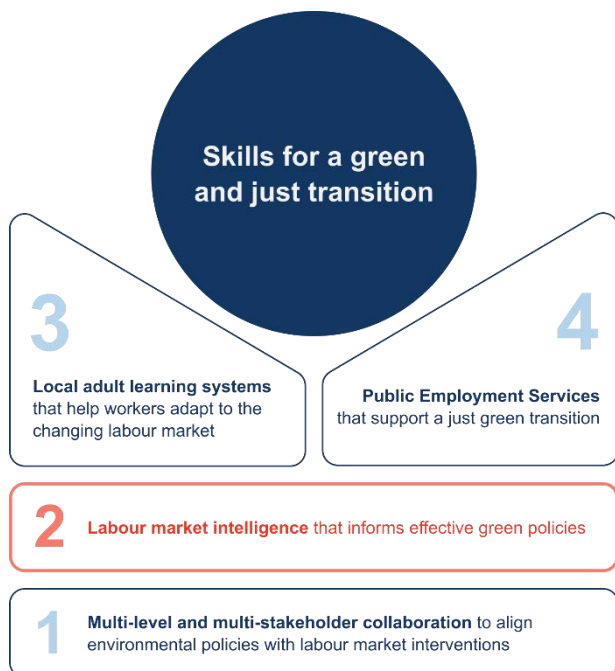 Skills for a green
and just transition
3
Local adult learning systems
that help workers adapt to the
changing labour market
4
Public Employment Services
that support a just green transition
2
Labour market intelligence that informs effective green policies
1
Multi-level and multi-stakeholder collaboration to align
environmental policies with labour market interventions